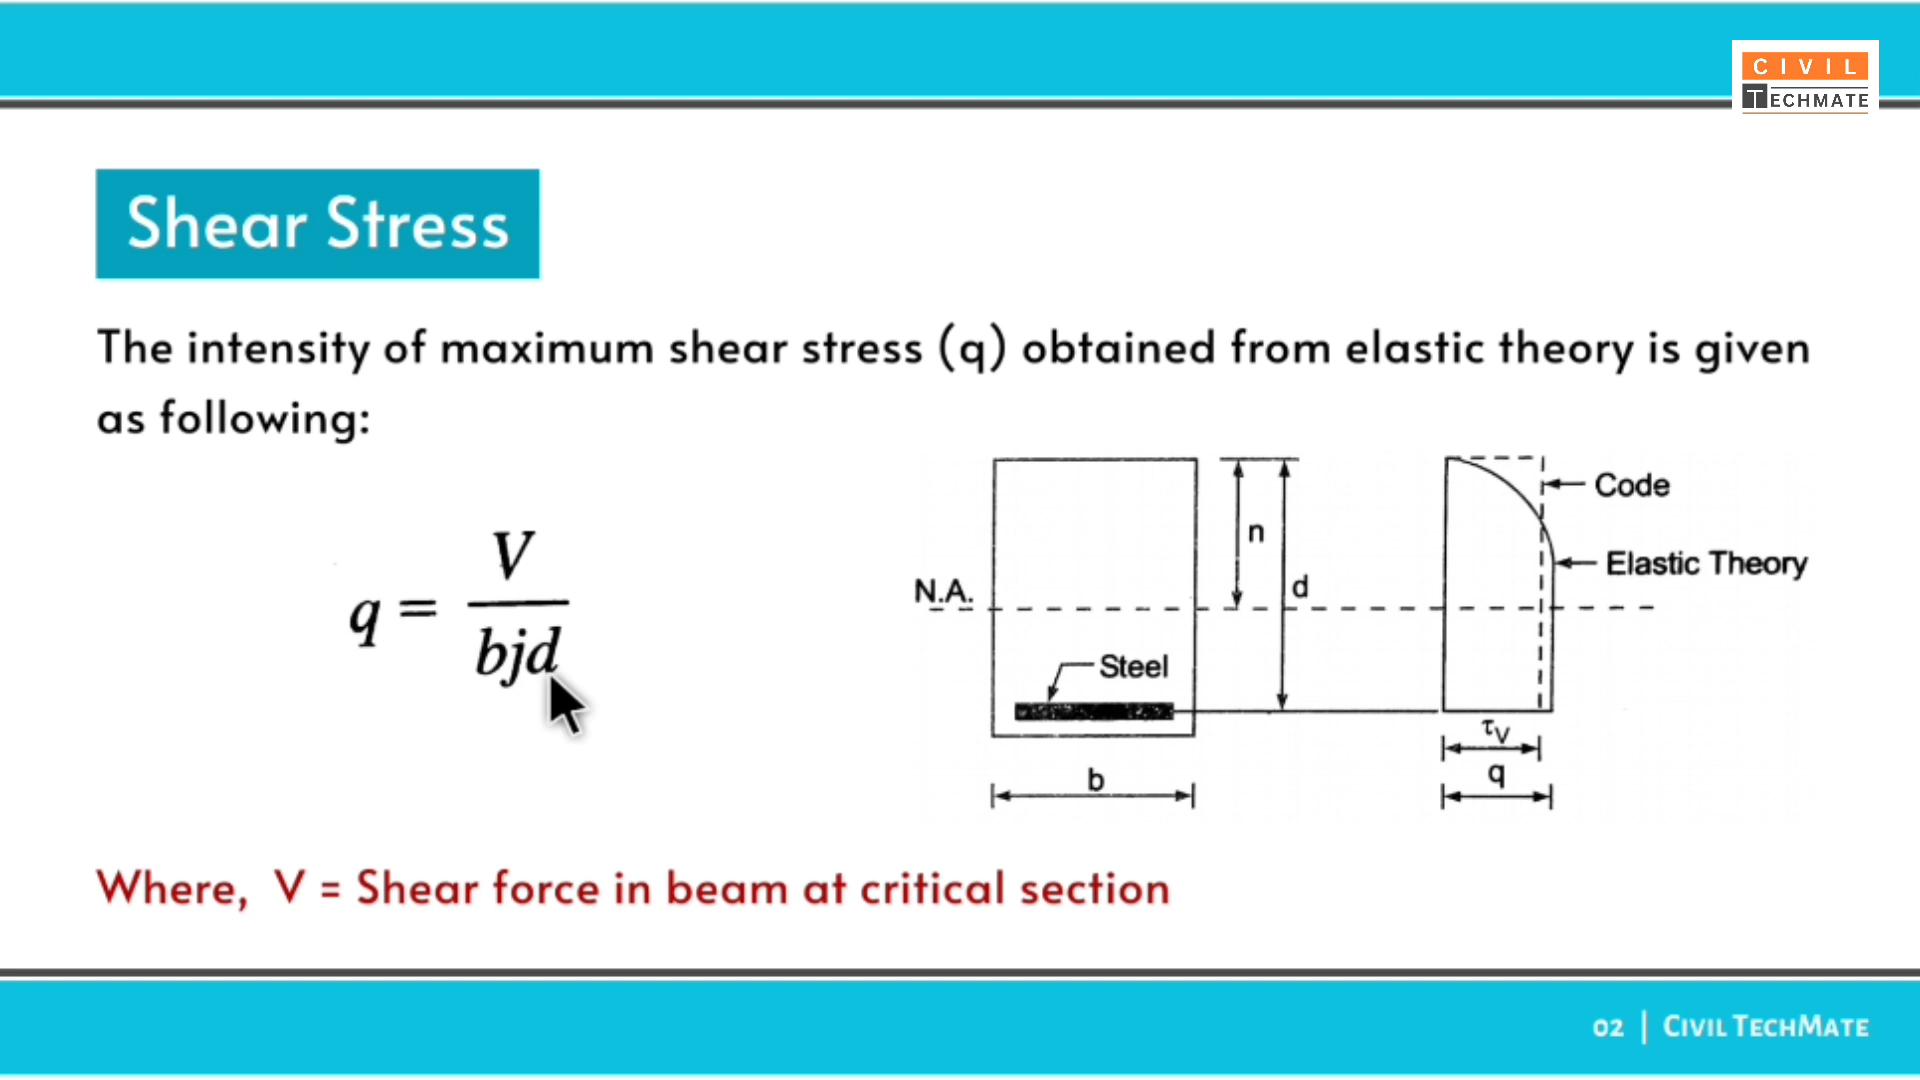 CIVIL
TECHMATE
Shear Stress
The intensity of maximum shear stress (q) obtained from elastic theory is given
as following:
q = V / bjd
N.A.
Steel
b
n
d
Code
Elastic Theory
τV
q
Where, V = Shear force in beam at critical section
02 | CIVIL TECHMATE